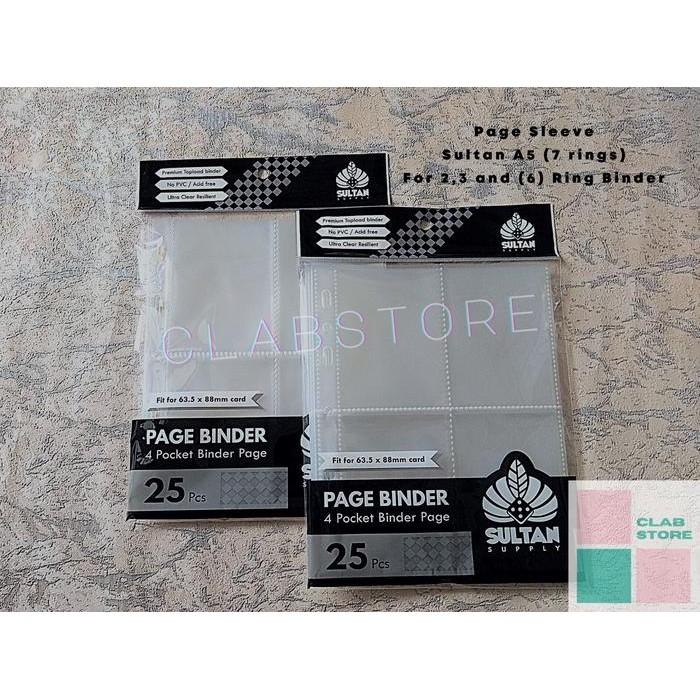 Page Sleeve
Sultan A5 (7 rings)
For 2,3 and (6) Ring Binder
Premium Topload binder
No PVC / Acid free
Ultra Clear Resilient
SULTAN
SUPPLY
Premium Topload binder
No PVC / Acid free
Ultra Clear Resilient
SULTAN
SUPPLY
CLABSTORE
Fit for 63.5 x 88mm card
PAGE BINDER
4 Pocket Binder Page
25 Pcs
Fit for 63.5 x 88mm card
PAGE BINDER
4 Pocket Binder Page
25 Pcs
SULTAN
SUPPLY
CLAB
STORE